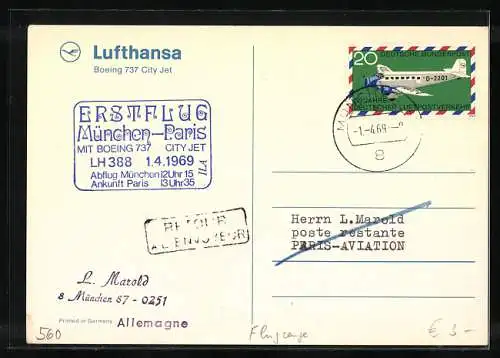 Lufthansa
Boeing 737 City Jet
ERSTFLUG
München-Paris
MIT BOEING 737 CITY JET
LH 388 1.4.1969
Abflug München 12 Uhr 15
Ankunft Paris 13 Uhr 35
ILA
20 DEUTSCHE BUNDESPOST
D-2201
50 JAHRE
DEUTSCHER LUFTPOSTVERKEHR
-1.-4.69.-8
8
RETOUR
A L'ENVOYEUR
Herrn L.Marold
poste restante
PARIS-AVIATION
L. Marold
8 München 87 - 0251
Printed in Germany Allemagne
560
Flugzeuge
€ 3,-